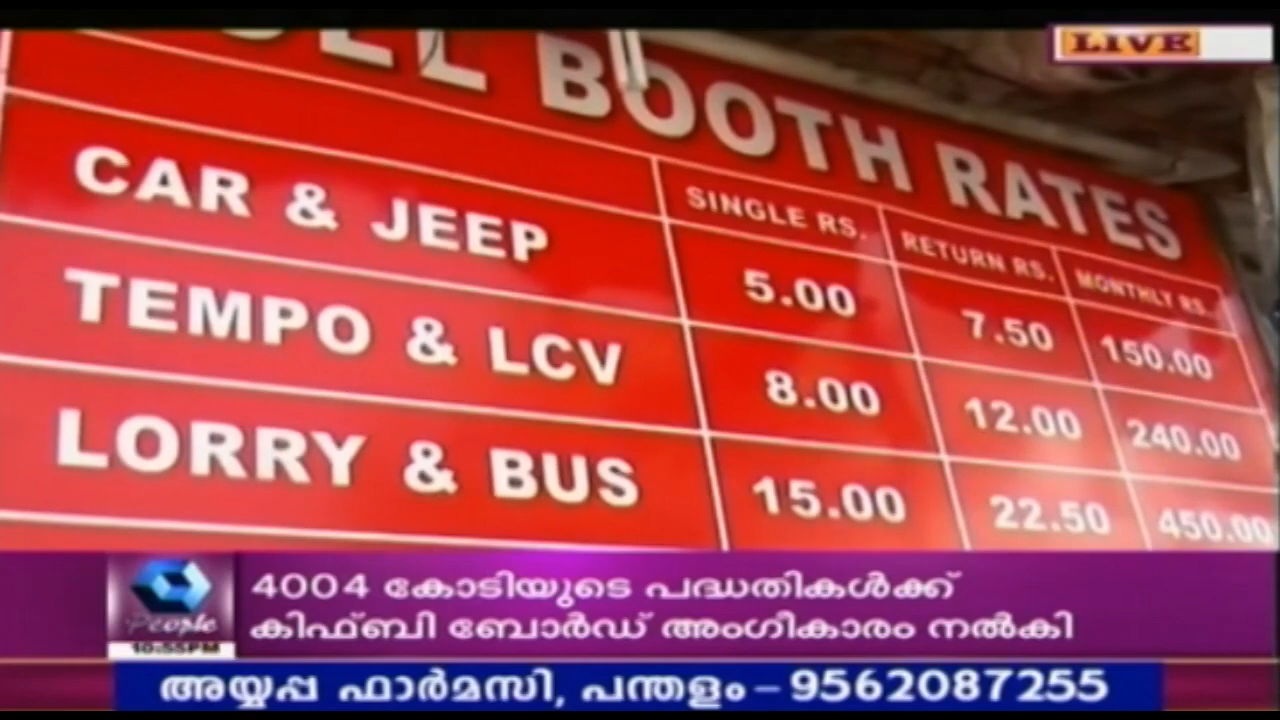 LIVE
BOOTH RATES
SINGLE RS. RETURN RS. MONTHLY RS.
CAR & JEEP 5.00 7.50 150.00
TEMPO & LCV 8.00 12.00 240.00
LORRY & BUS 15.00 22.50 450.00
4004 കോടിയുടെ പദ്ധതികൾക്ക്
കിഫ്ബി ബോർഡ് അംഗീകാരം നൽകി
People
10:55PM
അയ്യപ്പ ഫാർമസി, പന്തളം – 9562087255